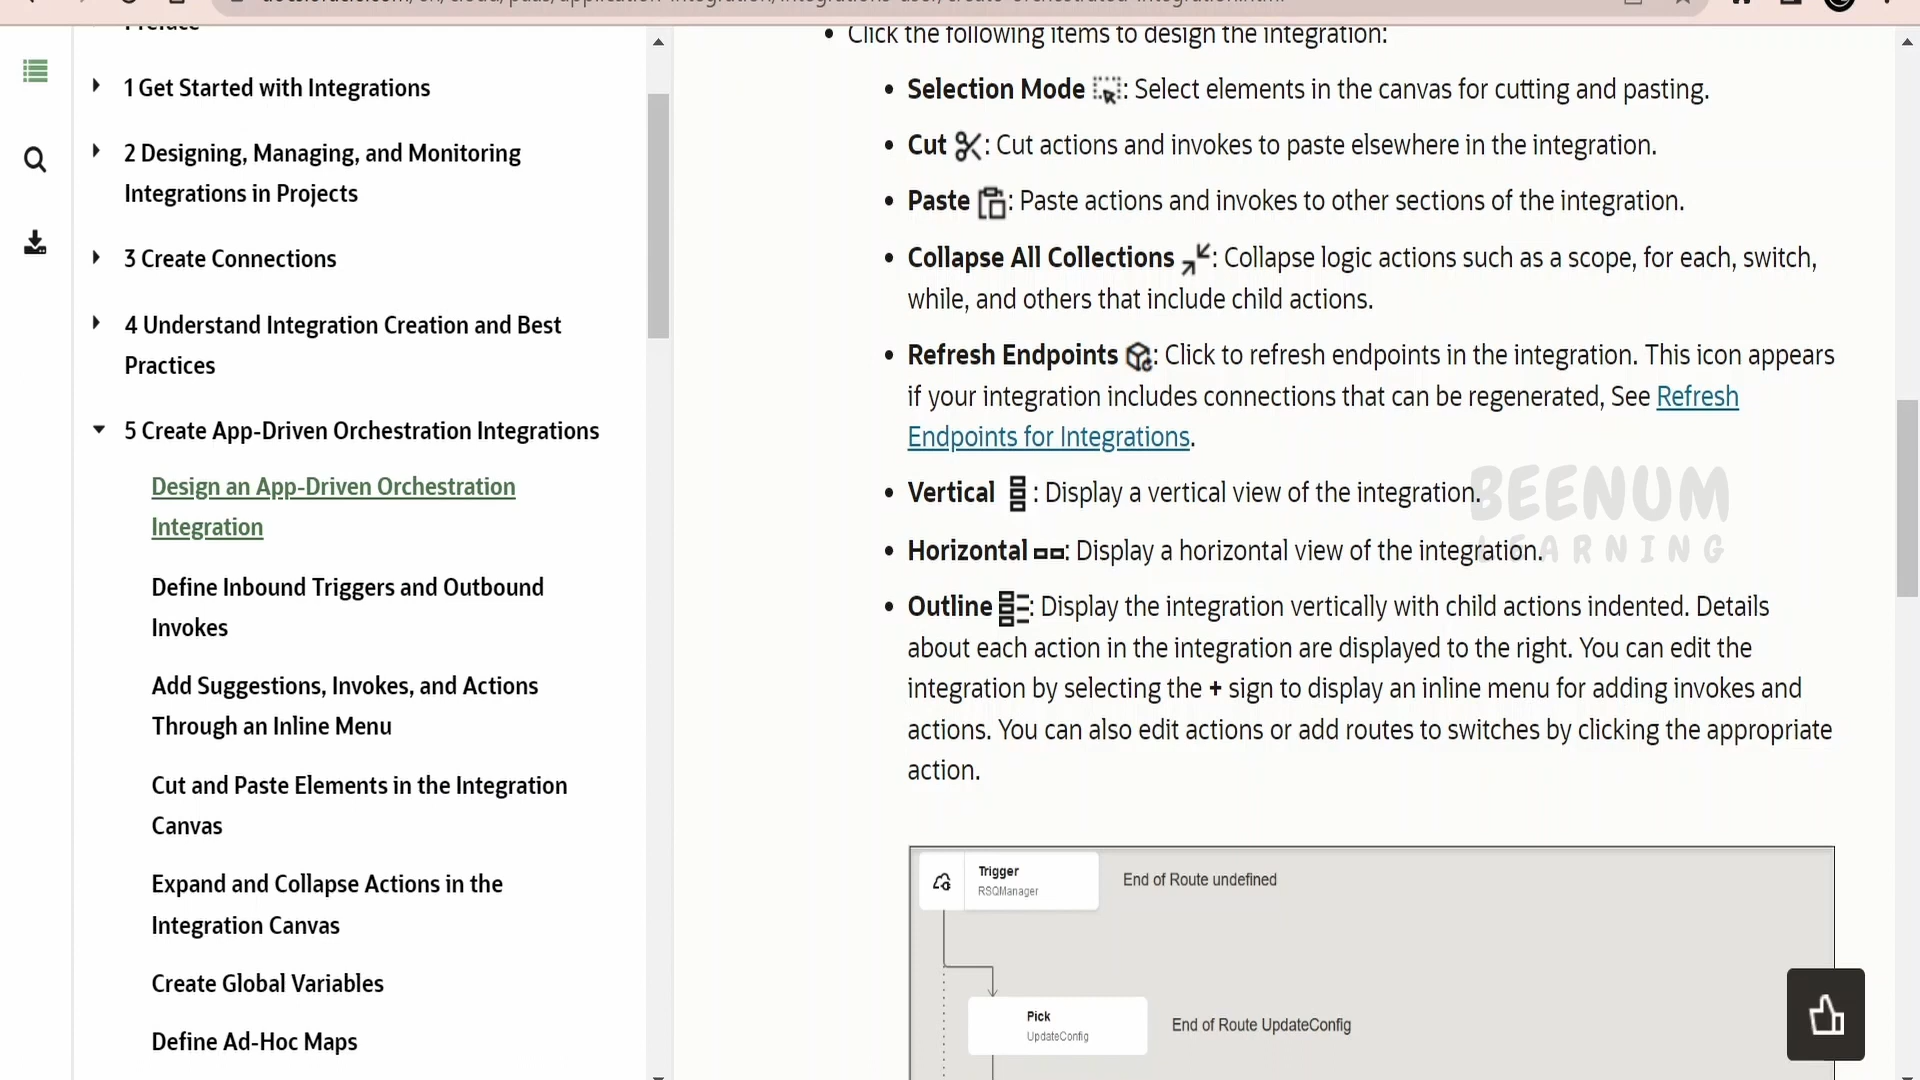 Preface
1 Get Started with Integrations
2 Designing, Managing, and Monitoring
Integrations in Projects
3 Create Connections
4 Understand Integration Creation and Best
Practices
5 Create App-Driven Orchestration Integrations
Design an App-Driven Orchestration
Integration
Define Inbound Triggers and Outbound
Invokes
Add Suggestions, Invokes, and Actions
Through an Inline Menu
Cut and Paste Elements in the Integration
Canvas
Expand and Collapse Actions in the
Integration Canvas
Create Global Variables
Define Ad-Hoc Maps
• Click the following items to design the integration:
• Selection Mode : Select elements in the canvas for cutting and pasting.
• Cut : Cut actions and invokes to paste elsewhere in the integration.
• Paste : Paste actions and invokes to other sections of the integration.
• Collapse All Collections : Collapse logic actions such as a scope, for each, switch,
while, and others that include child actions.
• Refresh Endpoints : Click to refresh endpoints in the integration. This icon appears
if your integration includes connections that can be regenerated, See Refresh
Endpoints for Integrations.
• Vertical : Display a vertical view of the integration.
• Horizontal : Display a horizontal view of the integration.
• Outline : Display the integration vertically with child actions indented. Details
about each action in the integration are displayed to the right. You can edit the
integration by selecting the + sign to display an inline menu for adding invokes and
actions. You can also edit actions or add routes to switches by clicking the appropriate
action.
BEENUM
LEARNING
Trigger
RSQManager
End of Route undefined
Pick
UpdateConfig
End of Route UpdateConfig